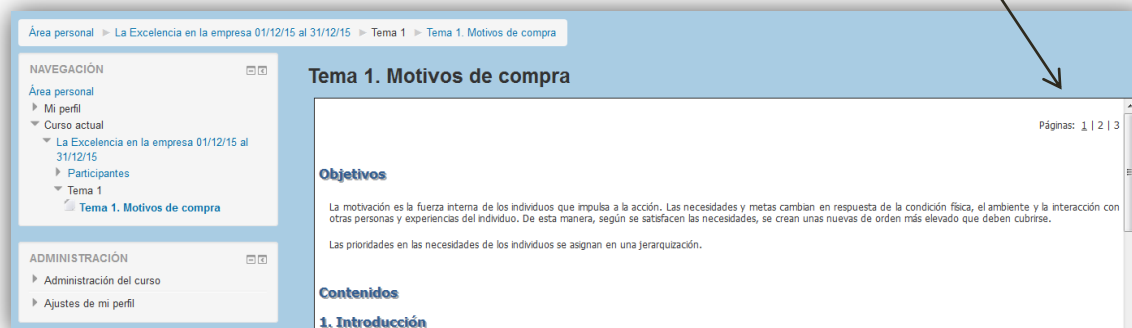 Área personal ▶ La Excelencia en la empresa 01/12/15 al 31/12/15 ▶ Tema 1 ▶ Tema 1. Motivos de compra
NAVEGACIÓN
Área personal
Mi perfil
Curso actual
La Excelencia en la empresa 01/12/15 al
31/12/15
Participantes
Tema 1
Tema 1. Motivos de compra
ADMINISTRACIÓN
Administración del curso
Ajustes de mi perfil
Tema 1. Motivos de compra
Páginas: 1 | 2 | 3
Objetivos
La motivación es la fuerza interna de los individuos que impulsa a la acción. Las necesidades y metas cambian en respuesta de la condición física, el ambiente y la interacción con
otras personas y experiencias del individuo. De esta manera, según se satisfacen las necesidades, se crean unas nuevas de orden más elevado que deben cubrirse.
Las prioridades en las necesidades de los individuos se asignan en una jerarquización.
Contenidos
1. Introducción